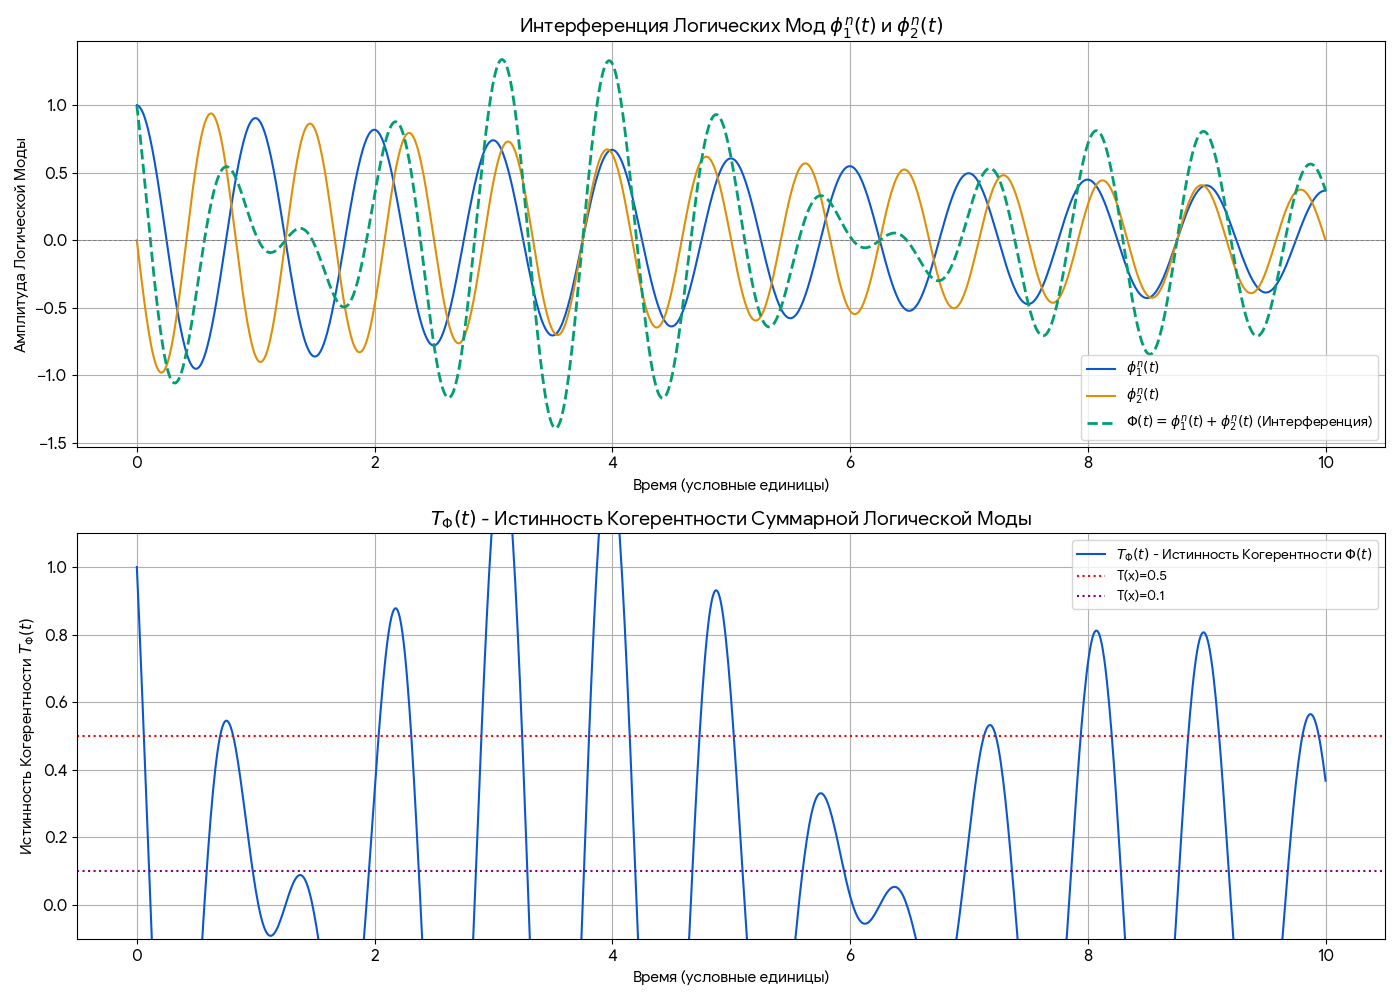 Интерференция Логических Мод ϕ₁ⁿ(t) и ϕ₂ⁿ(t)
Амплитуда Логической Моды
1.0
0.5
0.0
−0.5
−1.0
−1.5
ϕ₁ⁿ(t)
ϕ₂ⁿ(t)
Φ(t) = ϕ₁ⁿ(t) + ϕ₂ⁿ(t) (Интерференция)
0 2 4 6 8 10
Время (условные единицы)
T_Φ(t) - Истинность Когерентности Суммарной Логической Моды
Истинность Когерентности T_Φ(t)
1.0
0.8
0.6
0.4
0.2
0.0
T_Φ(t) - Истинность Когерентности Φ(t)
T(x)=0.5
T(x)=0.1
0 2 4 6 8 10
Время (условные единицы)